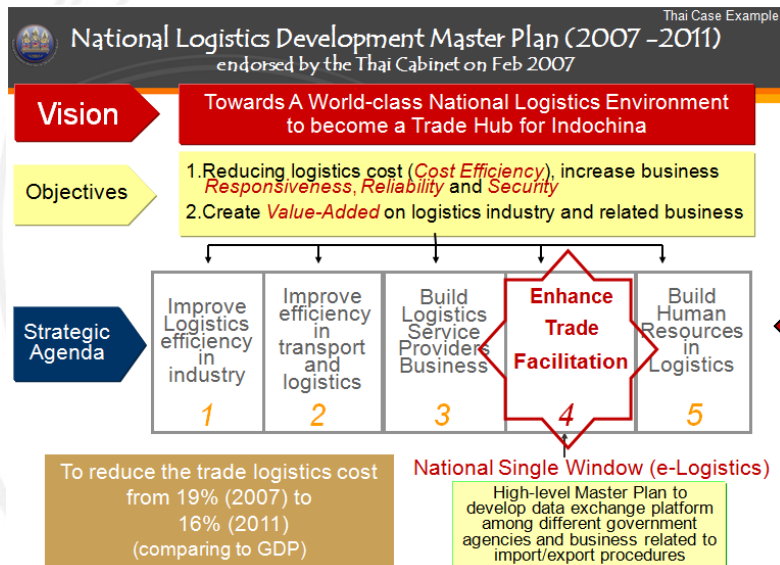 Thai Case Example
National Logistics Development Master Plan (2007 –2011)
endorsed by the Thai Cabinet on Feb 2007
Vision
Towards A World-class National Logistics Environment
to become a Trade Hub for Indochina
Objectives
1.Reducing logistics cost (Cost Efficiency), increase business
Responsiveness, Reliability and Security
2.Create Value-Added on logistics industry and related business
Strategic
Agenda
Improve
Logistics
efficiency
in
industry
1
Improve
efficiency
in
transport
and
logistics
2
Build
Logistics
Service
Providers
Business
3
Enhance
Trade
Facilitation
4
Build
Human
Resources
in
Logistics
5
To reduce the trade logistics cost
from 19% (2007) to
16% (2011)
(comparing to GDP)
National Single Window (e-Logistics)
High-level Master Plan to
develop data exchange platform
among different government
agencies and business related to
import/export procedures